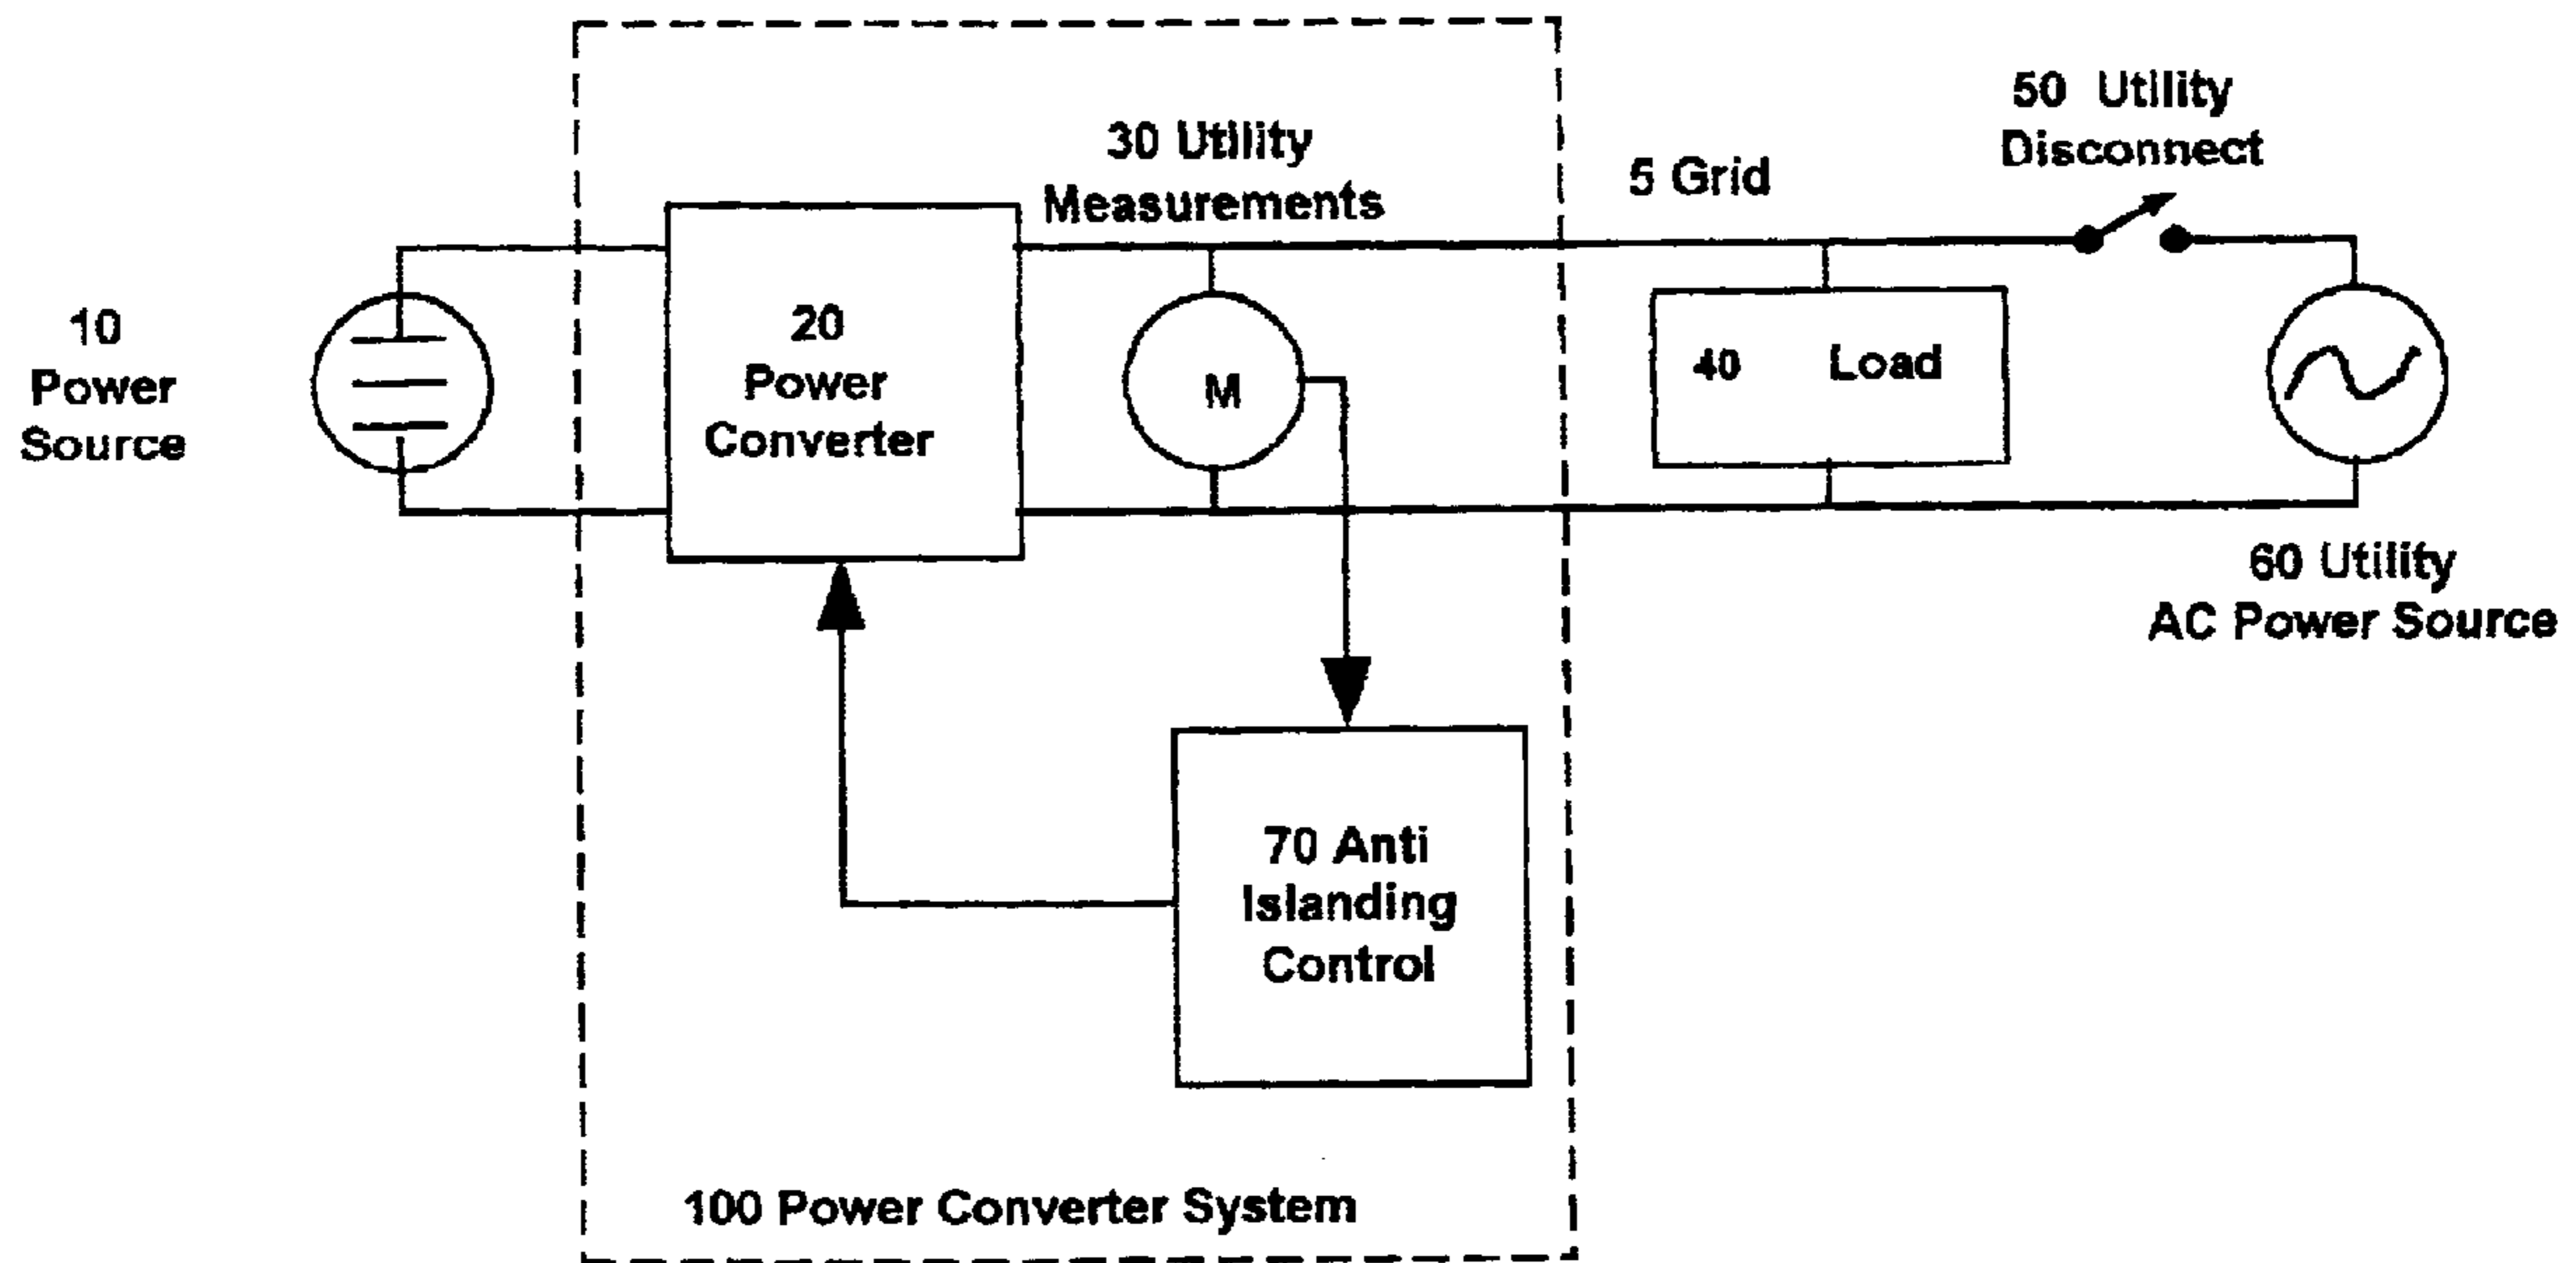 10
Power
Source
20
Power
Converter
30 Utility
Measurements
M
5 Grid
40 Load
50 Utility
Disconnect
60 Utility
AC Power Source
70 Anti
Islanding
Control
100 Power Converter System